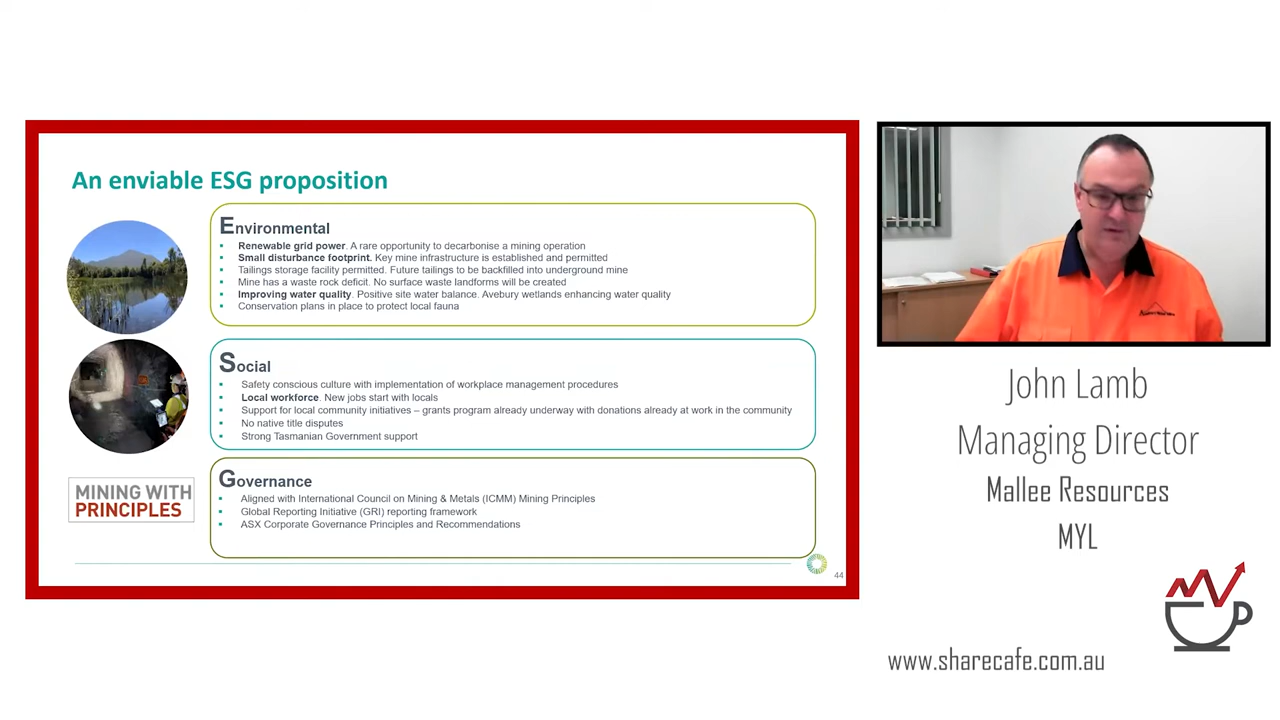 An enviable ESG proposition
Environmental
▪ Renewable grid power. A rare opportunity to decarbonise a mining operation
▪ Small disturbance footprint. Key mine infrastructure is established and permitted
▪ Tailings storage facility permitted. Future tailings to be backfilled into underground mine
▪ Mine has a waste rock deficit. No surface waste landforms will be created
▪ Improving water quality. Positive site water balance. Avebury wetlands enhancing water quality
▪ Conservation plans in place to protect local fauna
Social
▪ Safety conscious culture with implementation of workplace management procedures
▪ Local workforce. New jobs start with locals
▪ Support for local community initiatives – grants program already underway with donations already at work in the community
▪ No native title disputes
▪ Strong Tasmanian Government support
MINING WITH
PRINCIPLES
Governance
▪ Aligned with International Council on Mining & Metals (ICMM) Mining Principles
▪ Global Reporting Initiative (GRI) reporting framework
▪ ASX Corporate Governance Principles and Recommendations
44
John Lamb
Managing Director
Mallee Resources
MYL
www.sharecafe.com.au